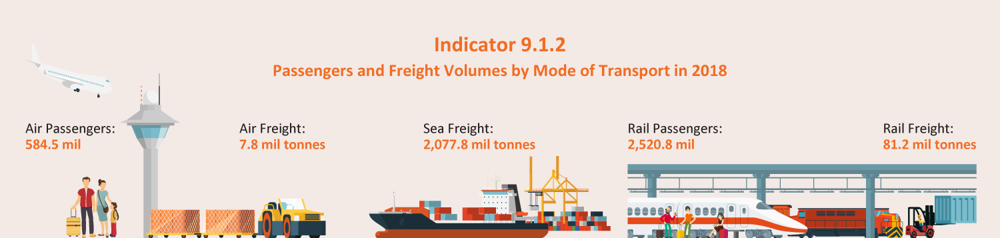 Indicator 9.1.2
Passengers and Freight Volumes by Mode of Transport in 2018
Air Passengers:
584.5 mil
Air Freight:
7.8 mil tonnes
Sea Freight:
2,077.8 mil tonnes
Rail Passengers:
2,520.8 mil
Rail Freight:
81.2 mil tonnes